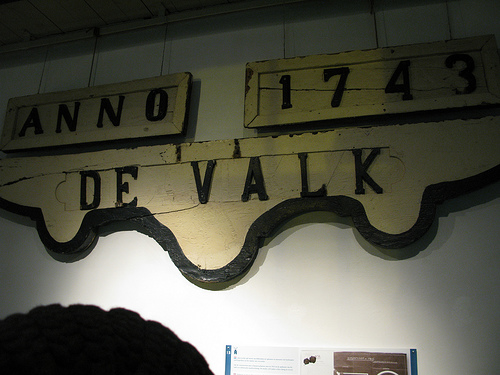 ANNO 1743
DE VALK